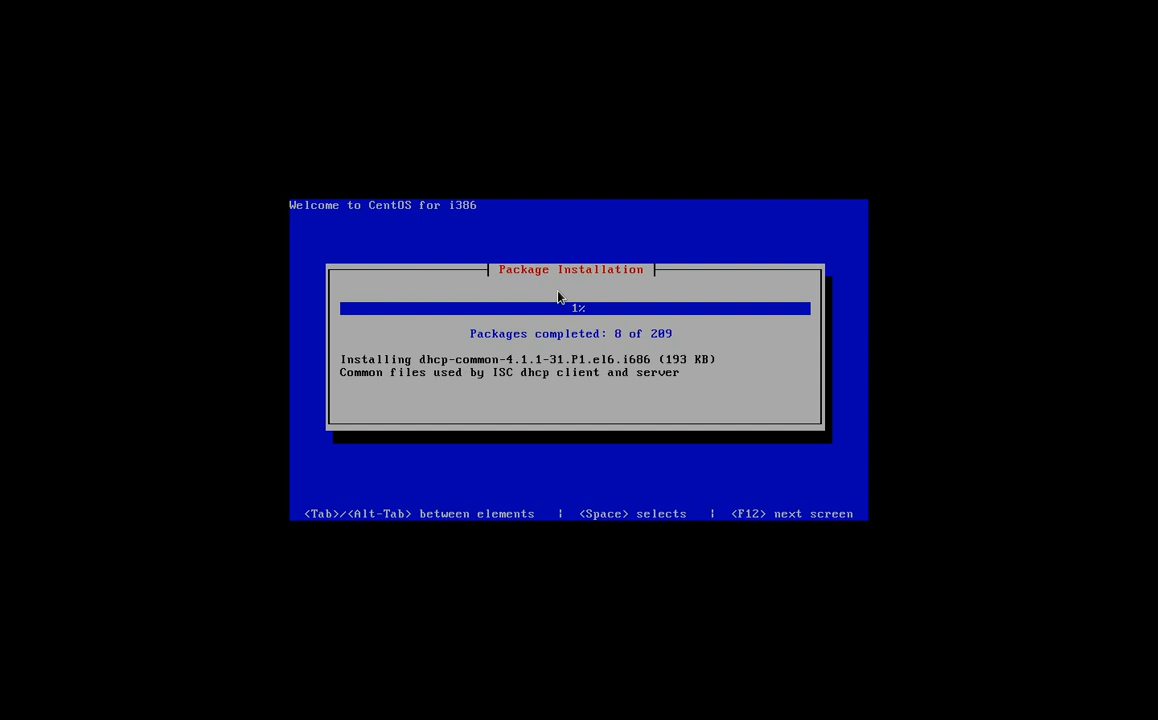 Welcome to CentOS for i386
Package Installation
1%
Packages completed: 8 of 209
Installing dhcp-common-4.1.1-31.P1.el6.i686 (193 KB)
Common files used by ISC dhcp client and server
<Tab>/<Alt-Tab> between elements | <Space> selects | <F12> next screen